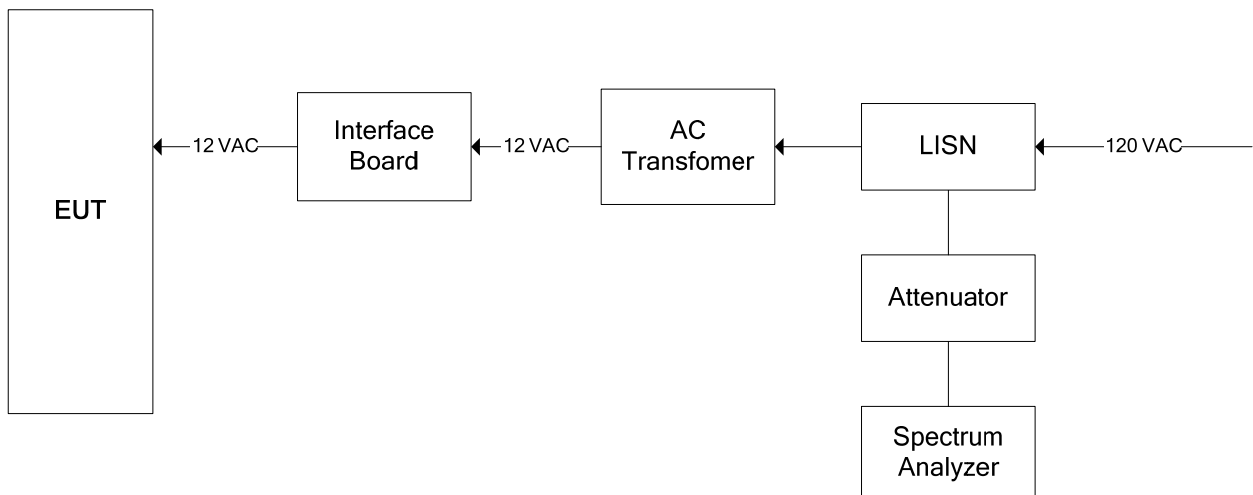 EUT
12 VAC
Interface
Board
12 VAC
AC
Transfomer
LISN
120 VAC
Attenuator
Spectrum
Analyzer